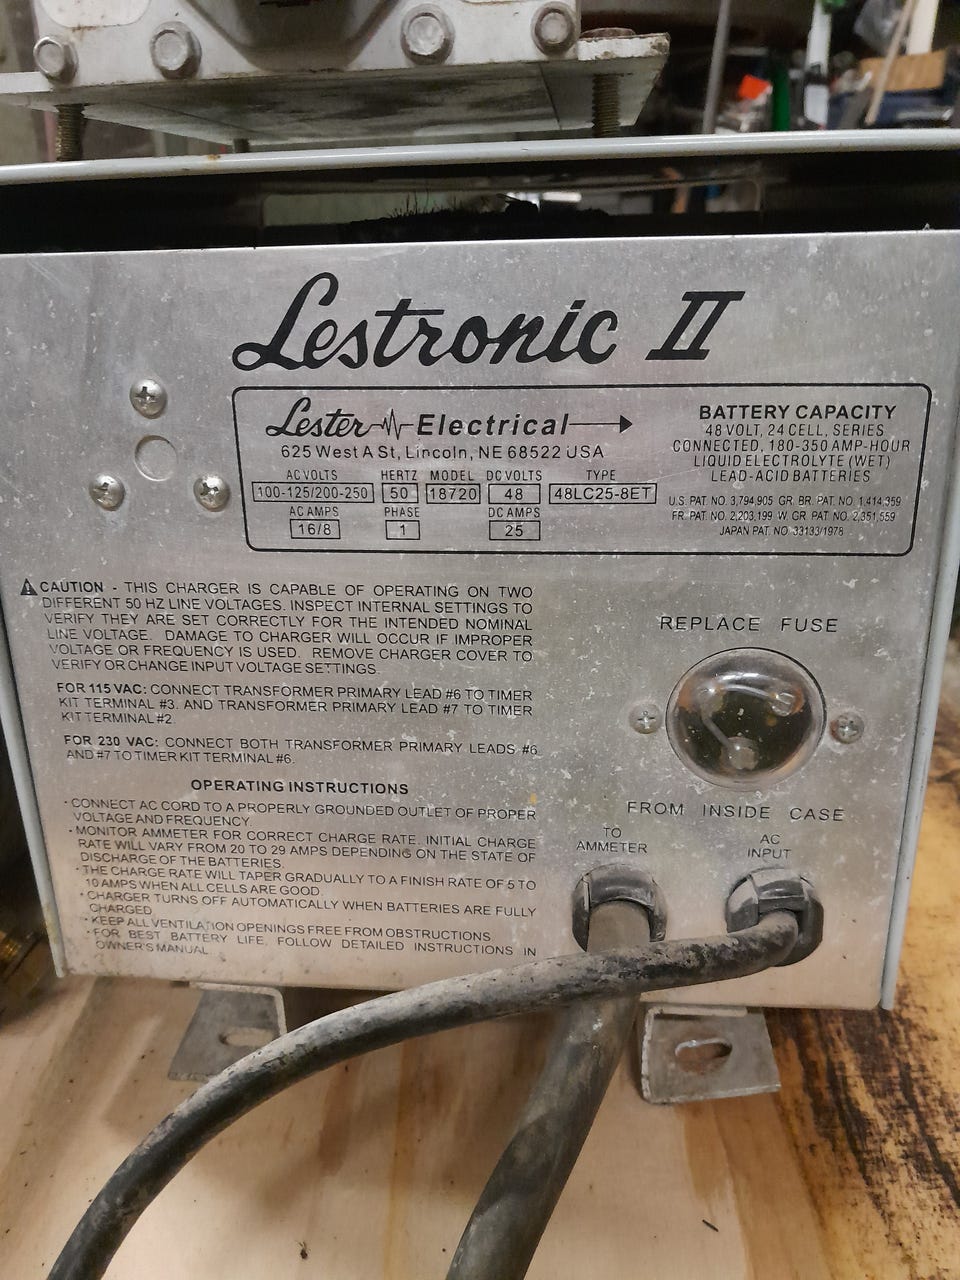 Lestronic II
Lester Electrical
625 West A St, Lincoln, NE 68522 USA
AC VOLTS HERTZ MODEL DC VOLTS TYPE
100-125/200-250 50 18720 48 48LC25-8ET
AC AMPS PHASE DC AMPS
16/8 1 25
BATTERY CAPACITY
48 VOLT, 24 CELL, SERIES
CONNECTED, 180-350 AMP-HOUR
LIQUID ELECTROLYTE (WET)
LEAD-ACID BATTERIES
U.S. PAT. NO. 3,794,905 GR. BR. PAT. NO. 1,414,359
FR. PAT. NO. 2,203,199 W. GR. PAT. NO. 2,351,559
JAPAN PAT. NO. 33133/1978
CAUTION - THIS CHARGER IS CAPABLE OF OPERATING ON TWO
DIFFERENT 50 HZ LINE VOLTAGES. INSPECT INTERNAL SETTINGS TO
VERIFY THEY ARE SET CORRECTLY FOR THE INTENDED NOMINAL
LINE VOLTAGE. DAMAGE TO CHARGER WILL OCCUR IF IMPROPER
VOLTAGE OR FREQUENCY IS USED. REMOVE CHARGER COVER TO
VERIFY OR CHANGE INPUT VOLTAGE SETTINGS.
FOR 115 VAC: CONNECT TRANSFORMER PRIMARY LEAD #6 TO TIMER
KIT TERMINAL #3. AND TRANSFORMER PRIMARY LEAD #7 TO TIMER
KIT TERMINAL #2.
FOR 230 VAC: CONNECT BOTH TRANSFORMER PRIMARY LEADS #6
AND #7 TO TIMER KIT TERMINAL #6.
OPERATING INSTRUCTIONS
· CONNECT AC CORD TO A PROPERLY GROUNDED OUTLET OF PROPER
VOLTAGE AND FREQUENCY.
· MONITOR AMMETER FOR CORRECT CHARGE RATE. INITIAL CHARGE
RATE WILL VARY FROM 20 TO 29 AMPS DEPENDING ON THE STATE OF
DISCHARGE OF THE BATTERIES.
· THE CHARGE RATE WILL TAPER GRADUALLY TO A FINISH RATE OF 5 TO
10 AMPS WHEN ALL CELLS ARE GOOD.
· CHARGER TURNS OFF AUTOMATICALLY WHEN BATTERIES ARE FULLY
CHARGED.
· KEEP ALL VENTILATION OPENINGS FREE FROM OBSTRUCTIONS.
· FOR BEST BATTERY LIFE, FOLLOW DETAILED INSTRUCTIONS IN
OWNER'S MANUAL.
REPLACE FUSE
FROM INSIDE CASE
TO
AMMETER
AC
INPUT